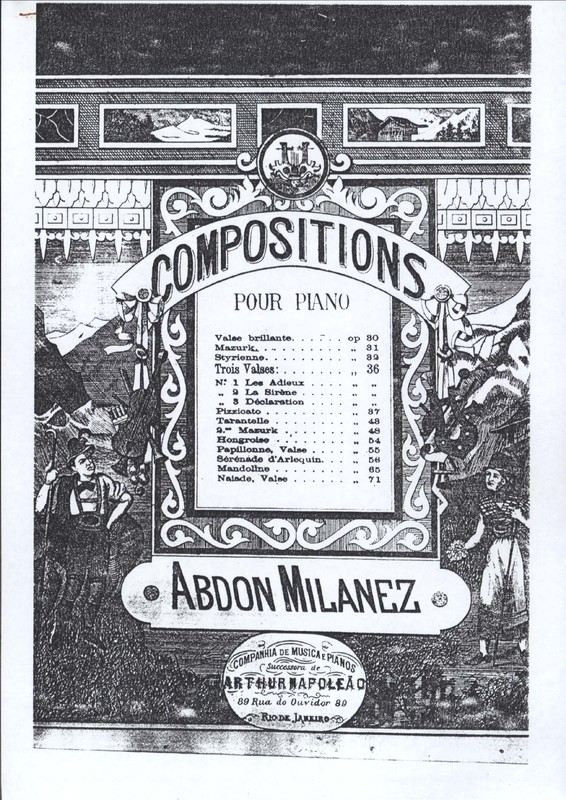 COMPOSITIONS
POUR PIANO
Valse brillante. . . . . op 30
Mazurk. . . . . . . . . „ 31
Styrienne. . . . . . . . „ 32
Trois Valses: . . . . . . „ 36
N.º 1 Les Adieux . . . . „ „
„ 2 La Sirène . . . . . „ „
„ 3 Déclaration . . . . „ „
Pizzicato . . . . . . . . „ 37
Tarantelle . . . . . . . „ 48
2.me Mazurk . . . . . . „ 48
Hongroise . . . . . . . „ 54
Papillonne, Valse . . . . „ 55
Sérénade d'Arlequin. . . „ 56
Mandoline . . . . . . . „ 65
Naiade, Valse . . . . . . „ 71
ABDON MILANEZ
COMPANHIA DE MUSICA E PIANOS
Successora de
ARTHUR NAPOLEÃO
89 Rua do Ouvidor 89
RIO DE JANEIRO